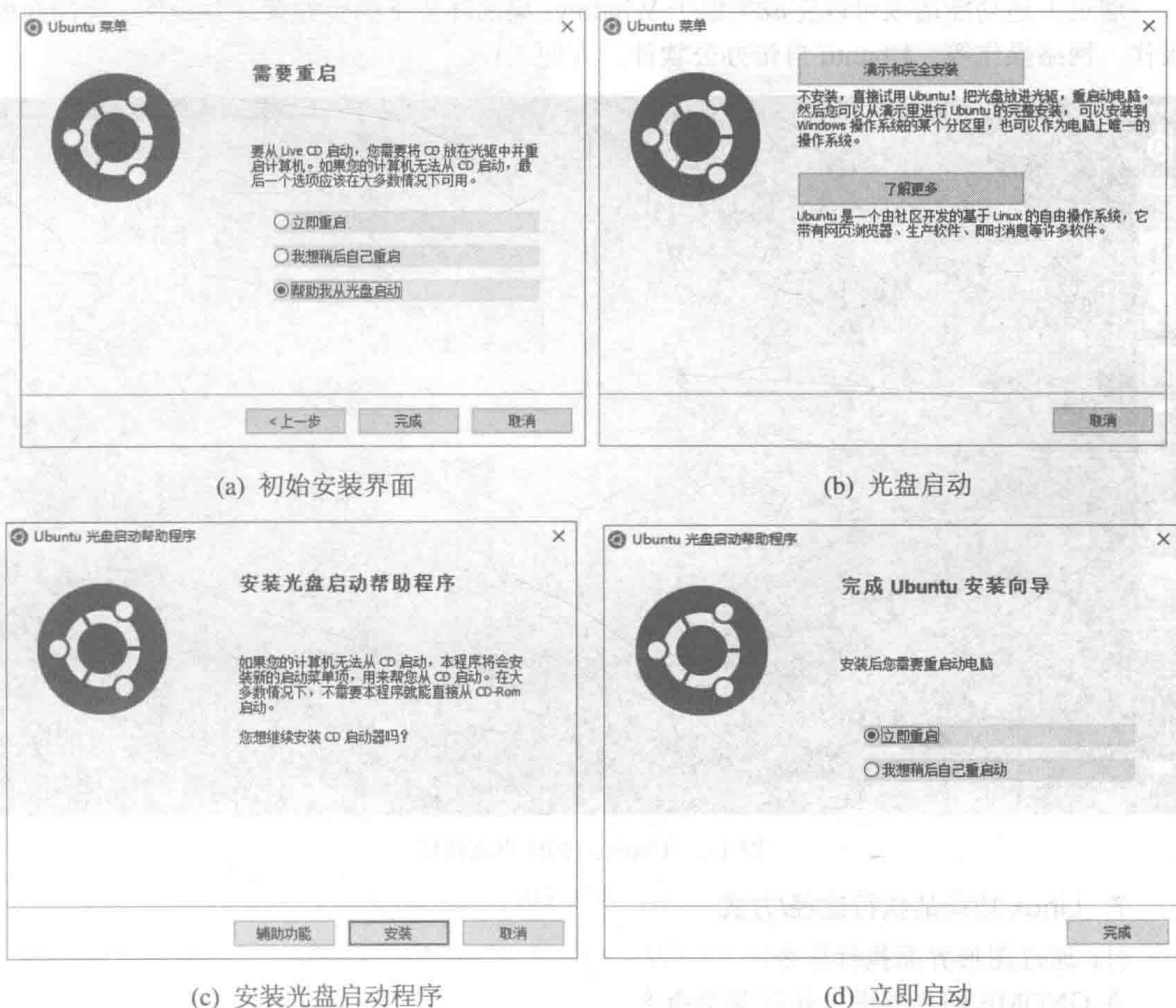 Ubuntu 菜单
需要重启
要从 Live CD 启动，您需要将 CD 放在光驱中并重
启计算机。如果您的计算机无法从 CD 启动，最
后一个选项应该在大多数情况下可用。
立即重启
我想稍后自己重启
帮助我从光盘启动
<上一步 完成 取消
(a) 初始安装界面
Ubuntu 菜单
演示和完全安装
不安装，直接试用 Ubuntu！把光盘放进光驱，重启动电脑。
然后您可以从演示里进行 Ubuntu 的完整安装，可以安装到
Windows 操作系统的某个分区里，也可以作为电脑上唯一的
操作系统。
了解更多
Ubuntu 是一个由社区开发的基于 Linux 的自由操作系统，它
带有网页浏览器、生产软件、即时消息等许多软件。
取消
(b) 光盘启动
Ubuntu 光盘启动帮助程序
安装光盘启动帮助程序
如果您的计算机无法从 CD 启动，本程序将会安
装新的启动菜单项，用来帮您从 CD 启动。在大
多数情况下，不需要本程序就能直接从 CD-Rom
启动。
您想继续安装 CD 启动器吗？
辅助功能 安装 取消
(c) 安装光盘启动程序
Ubuntu 光盘启动帮助程序
完成 Ubuntu 安装向导
安装后您需要重启动电脑
立即重启
我想稍后自己重启动
完成
(d) 立即启动